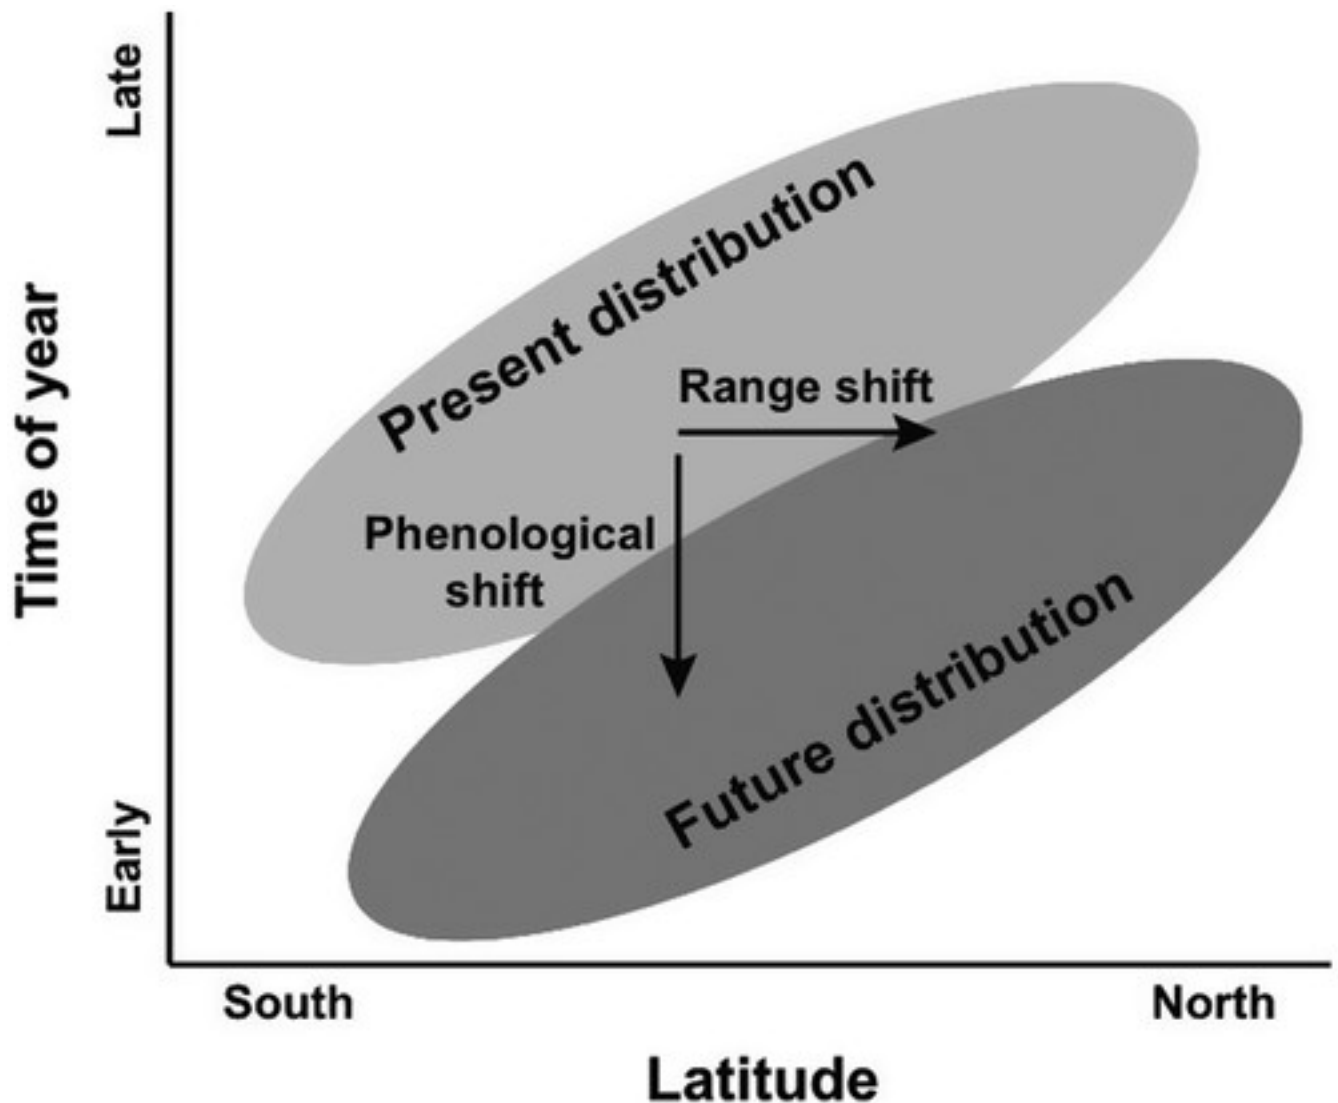 Late
Present distribution
Range shift
Time of year
Phenological
shift
Future distribution
Early
South
North
Latitude